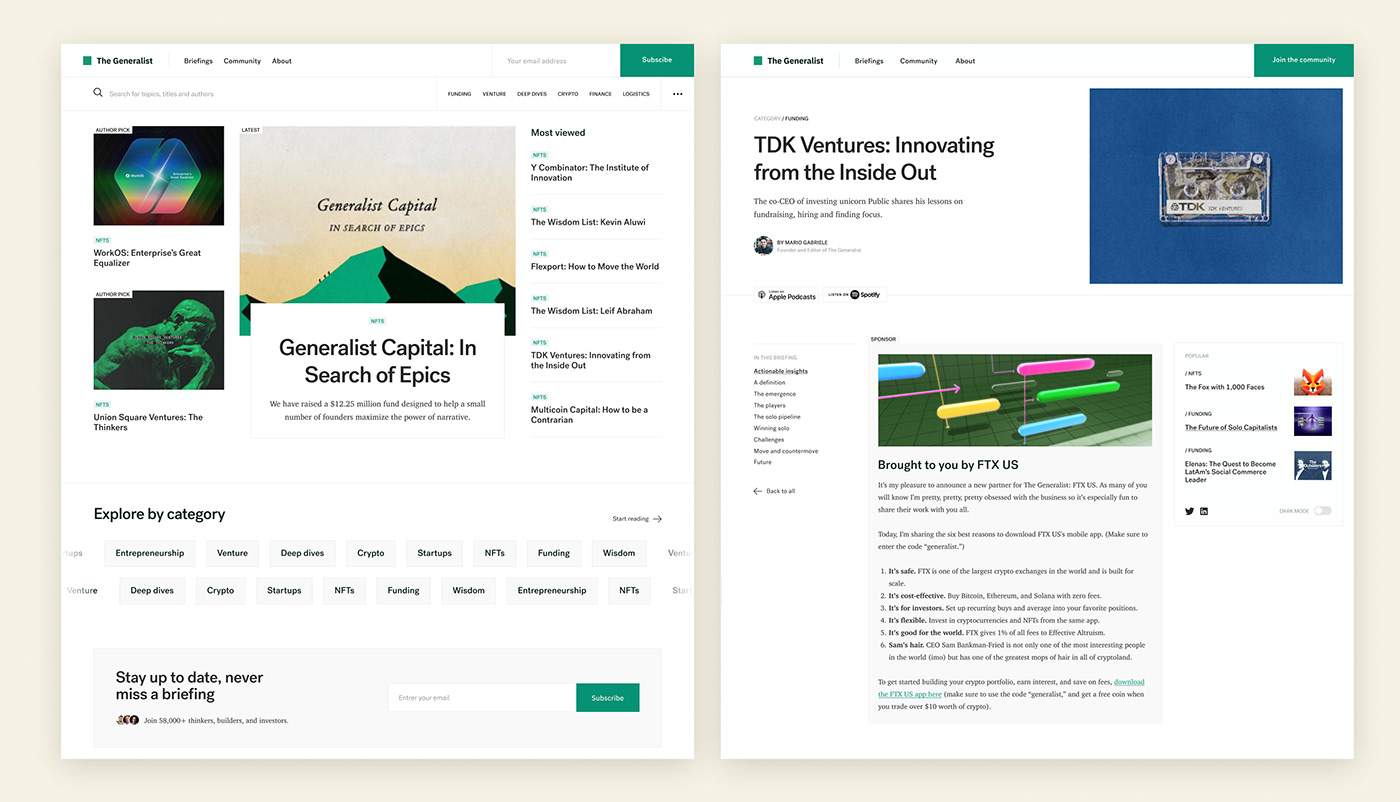 The Generalist
Briefings
Community
About
Your email address
Subscibe
Search for topics, titles and authors
FUNDING
VENTURE
DEEP DIVES
CRYPTO
FINANCE
LOGISTICS
AUTHOR PICK
WorkOS
Enterprise's
Great Equalizer
NFTS
WorkOS: Enterprise's Great
Equalizer
AUTHOR PICK
UNION SQUARE VENTURES
THE THINKERS
NFTS
Union Square Ventures: The
Thinkers
LATEST
Generalist Capital
IN SEARCH OF EPICS
NFTS
Generalist Capital: In
Search of Epics
We have raised a $12.25 million fund designed to help a small
number of founders maximize the power of narrative.
Most viewed
NFTS
Y Combinator: The Institute of
Innovation
NFTS
The Wisdom List: Kevin Aluwi
NFTS
Flexport: How to Move the World
NFTS
The Wisdom List: Leif Abraham
NFTS
TDK Ventures: Innovating from
the Inside Out
NFTS
Multicoin Capital: How to be a
Contrarian
Explore by category
Start reading
tups
Entrepreneurship
Venture
Deep dives
Crypto
Startups
NFTs
Funding
Wisdom
Ventu
Venture
Deep dives
Crypto
Startups
NFTs
Funding
Wisdom
Entrepreneurship
NFTs
Start
Stay up to date, never
miss a briefing
Join 58,000+ thinkers, builders, and investors.
Enter your email
Subscribe
The Generalist
Briefings
Community
About
Join the community
CATEGORY / FUNDING
TDK Ventures: Innovating
from the Inside Out
The co-CEO of investing unicorn Public shares his lessons on
fundraising, hiring and finding focus.
BY MARIO GABRIELE
Founder and Editor of The Generalist
TDK TDK VENTURES
Listen on
Apple Podcasts
LISTEN ON Spotify
IN THIS BRIEFING
Actionable insights
A definition
The emergence
The players
The solo pipeline
Winning solo
Challenges
Move and countermove
Future
Back to all
SPONSOR
Brought to you by FTX US
It's my pleasure to announce a new partner for The Generalist: FTX US. As many of you
will know I'm pretty, pretty, pretty obsessed with the business so it's especially fun to
share their work with you all.
Today, I'm sharing the six best reasons to download FTX US's mobile app. (Make sure to
enter the code "generalist.")
1. It's safe. FTX is one of the largest crypto exchanges in the world and is built for
scale.
2. It's cost-effective. Buy Bitcoin, Ethereum, and Solana with zero fees.
3. It's for investors. Set up recurring buys and average into your favorite positions.
4. It's flexible. Invest in cryptocurrencies and NFTs from the same app.
5. It's good for the world. FTX gives 1% of all fees to Effective Altruism.
6. Sam's hair. CEO Sam Bankman-Fried is not only one of the most interesting people
in the world (imo) but has one of the greatest mops of hair in all of cryptoland.
To get started building your crypto portfolio, earn interest, and save on fees, download
the FTX US app here (make sure to use the code "generalist," and get a free coin when
you trade over $10 worth of crypto).
POPULAR
/ NFTS
The Fox with 1,000 Faces
/ FUNDING
The Future of Solo Capitalists
/ FUNDING
Elenas: The Quest to Become
LatAm's Social Commerce
Leader
The
Outsiders
DARK MODE